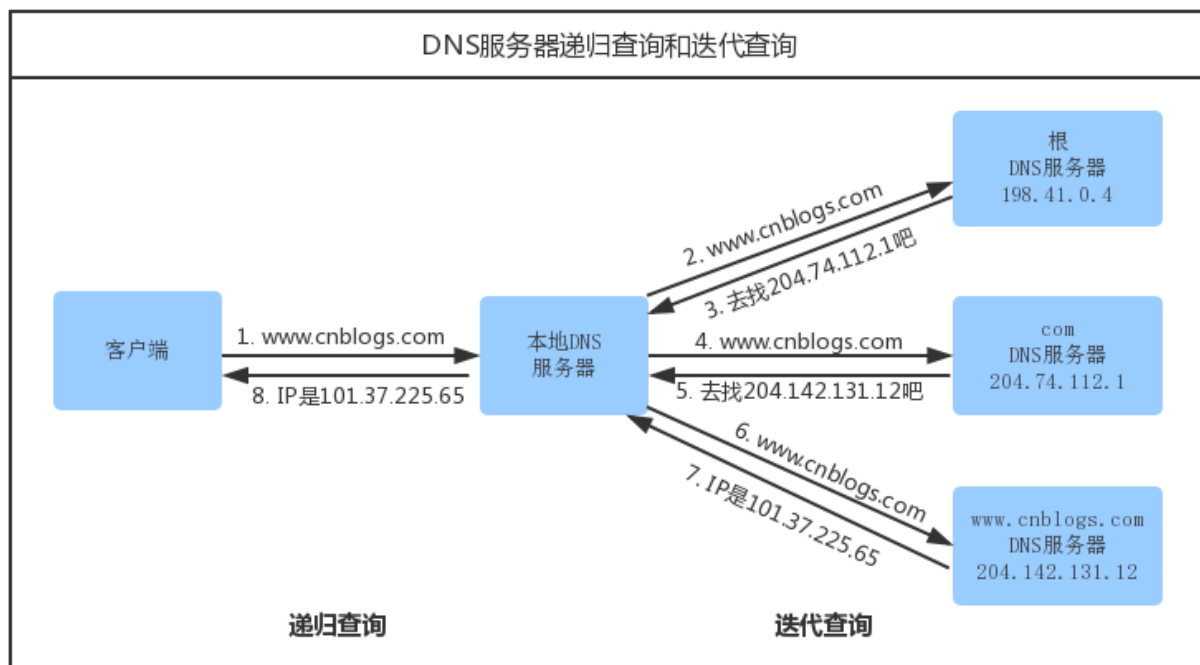 DNS服务器递归查询和迭代查询
根
DNS服务器
198.41.0.4
2. www.cnblogs.com
3. 去找204.74.112.1吧
客户端
1. www.cnblogs.com
8. IP是101.37.225.65
本地DNS
服务器
4. www.cnblogs.com
5. 去找204.142.131.12吧
com
DNS服务器
204.74.112.1
6. www.cnblogs.com
7. IP是101.37.225.65
www.cnblogs.com
DNS服务器
204.142.131.12
递归查询
迭代查询